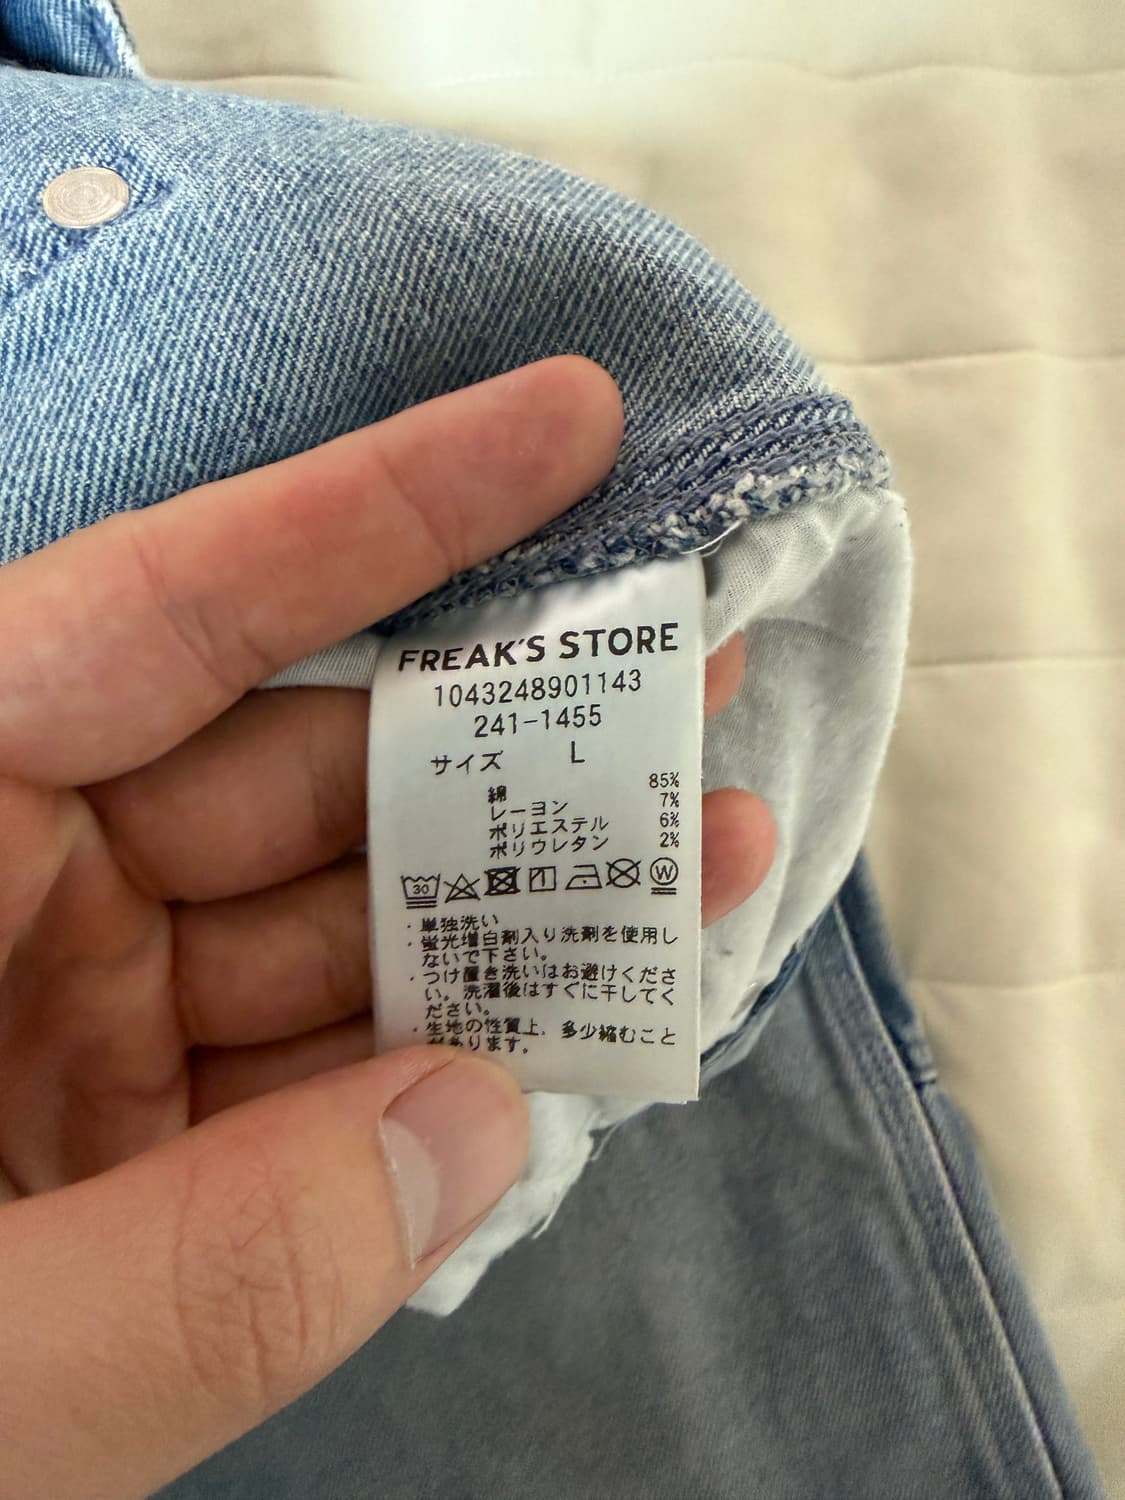 FREAK'S STORE
1043248901143
241-1455
サイズ L
綿 85%
レーヨン 7%
ポリエステル 6%
ポリウレタン 2%
30 W
・単独洗い
・蛍光増白剤入り洗剤を使用し
ないで下さい。
・つけ置き洗いはお避けくださ
い。洗濯後はすぐに干してく
ださい。
・生地の性質上、多少縮むこと
があります。